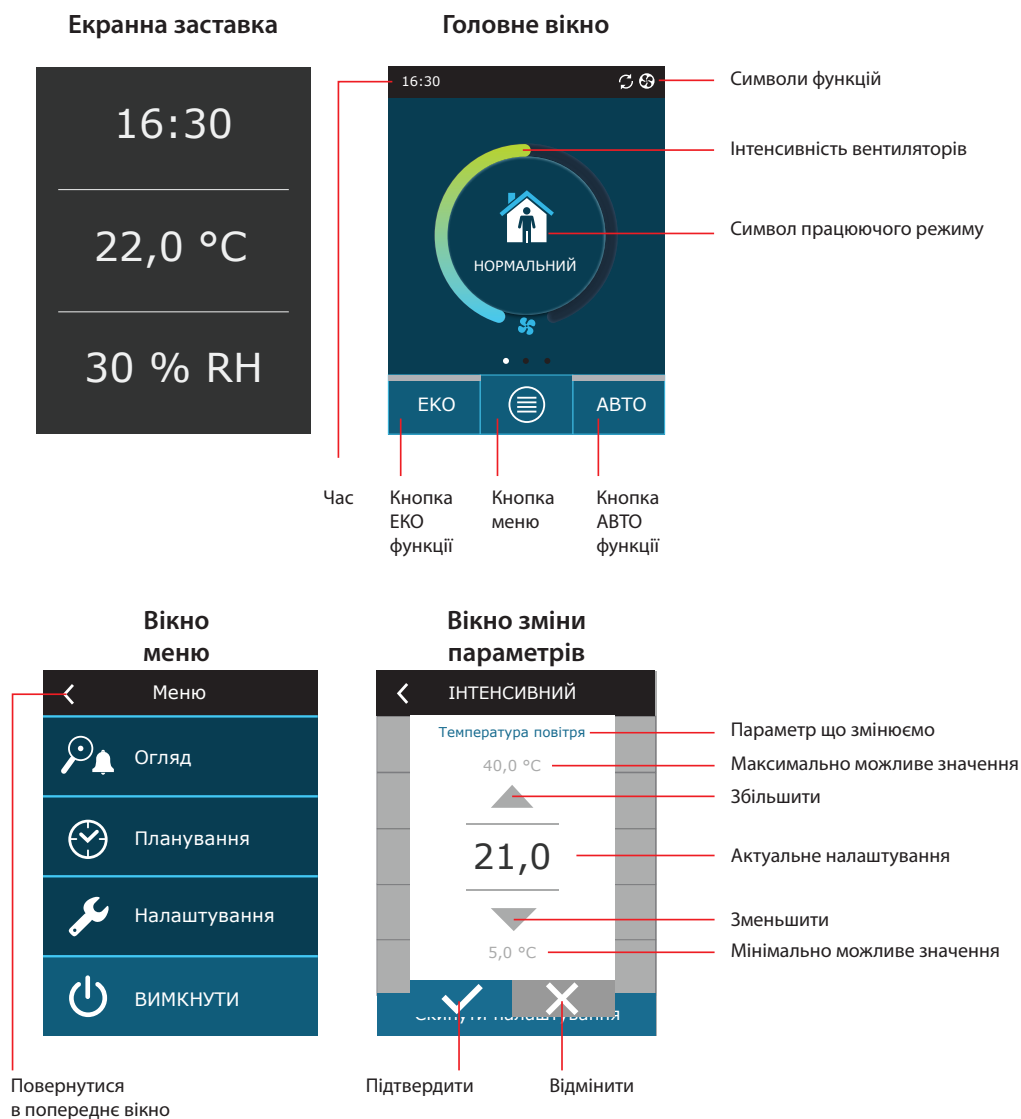 Екранна заставка
Головне вікно
16:30
22,0 °C
30 % RH
16:30
НОРМАЛЬНИЙ
ЕКО
АВТО
Символи функцій
Інтенсивність вентиляторів
Символ працюючого режиму
Час
Кнопка
ЕКО
функції
Кнопка
меню
Кнопка
АВТО
функції
Вікно
меню
Меню
Огляд
Планування
Налаштування
ВИМКНУТИ
Повернутися
в попереднє вікно
Вікно зміни
параметрів
ІНТЕНСИВНИЙ
Температура повітря
40,0 °C
21,0
5,0 °C
Скинути налаштування
Параметр що змінюємо
Максимально можливе значення
Збільшити
Актуальне налаштування
Зменьшити
Мінімально можливе значення
Підтвердити
Відмінити